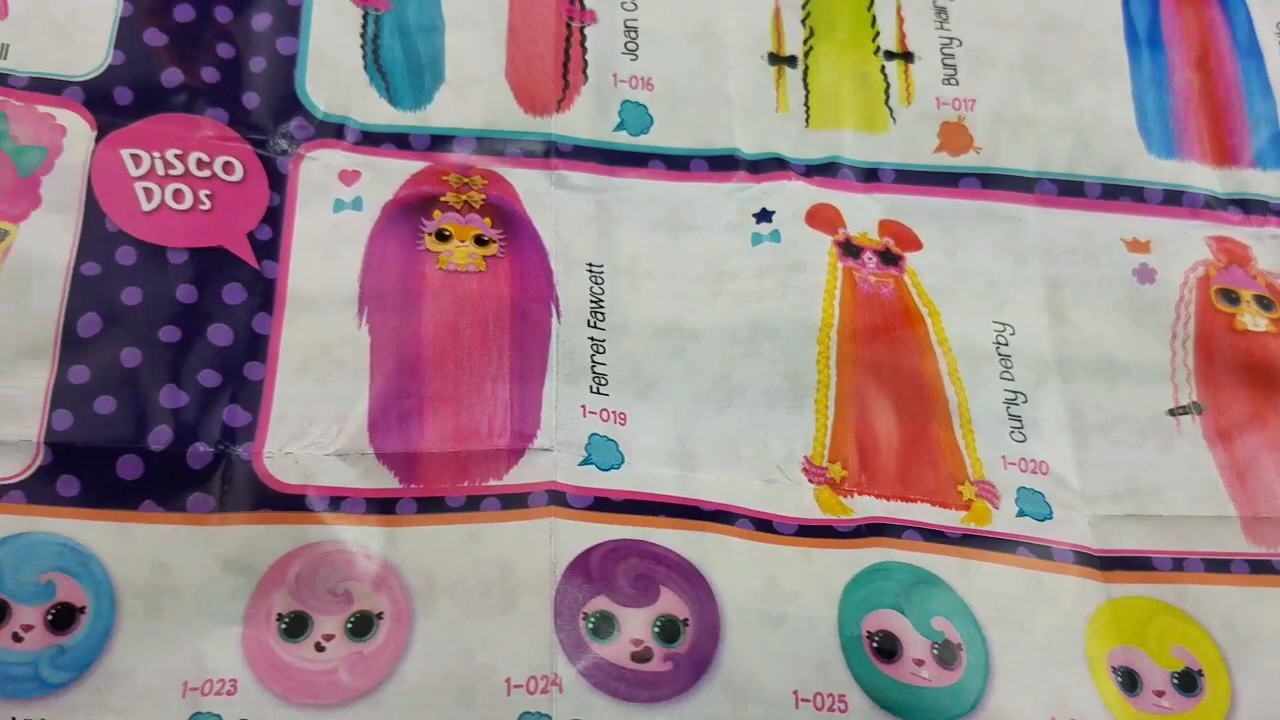 Joan C
1-016
Bunny Hair
1-017
DiSCO
DOs
Ferret Fawcett
1-019
Curly Derby
1-020
1-023
1-024
1-025